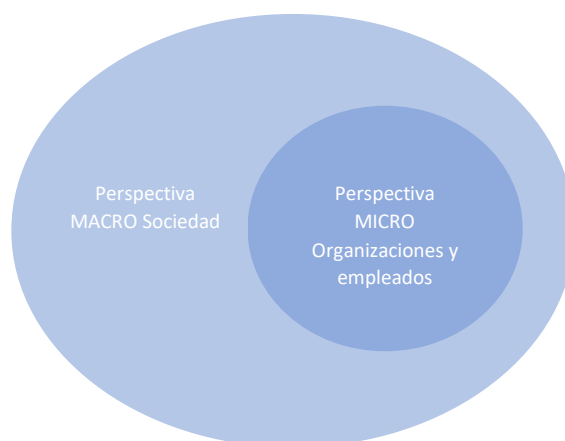 Perspectiva
MACRO Sociedad
Perspectiva
MICRO
Organizaciones y
empleados